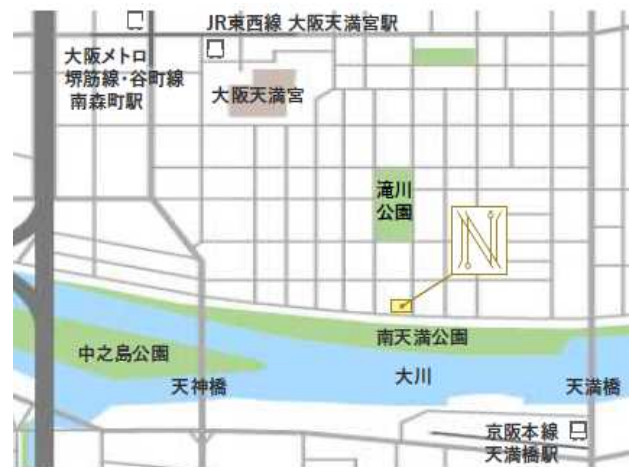 JR東西線 大阪天満宮駅
大阪メトロ
堺筋線・谷町線
南森町駅
大阪天満宮
滝川
公園
N
南天満公園
中之島公園
大川
天神橋
天満橋
京阪本線
天満橋駅